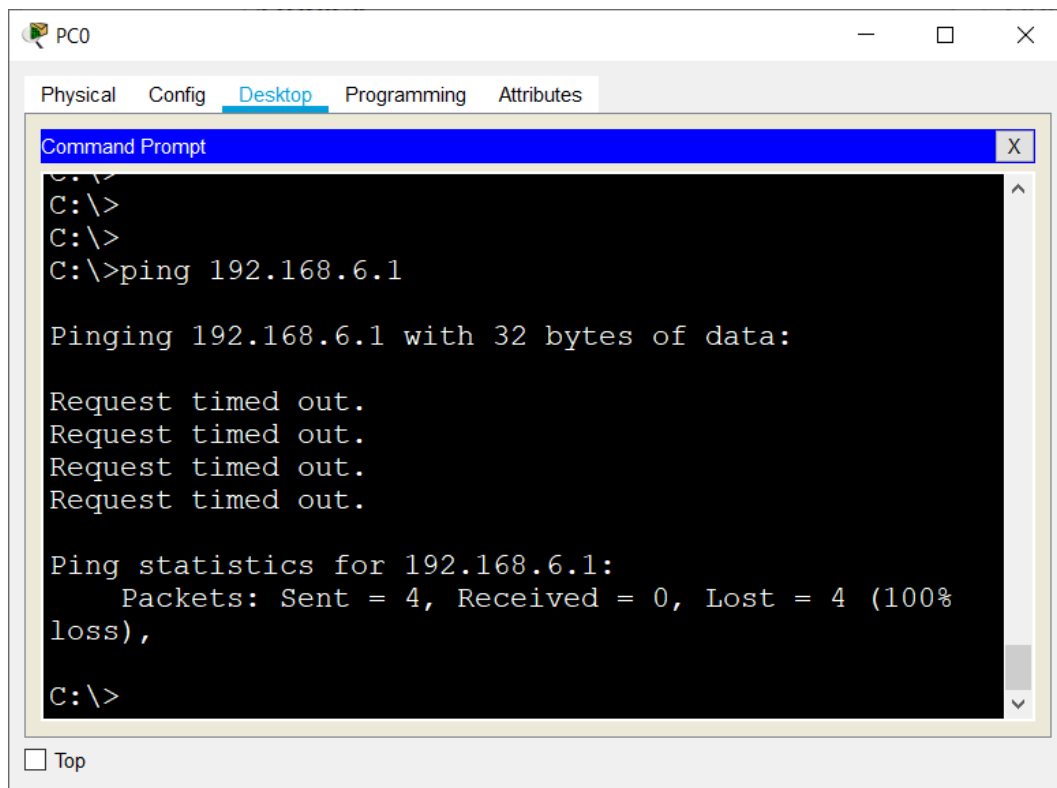 PC0
Physical Config Desktop Programming Attributes
Command Prompt X
C:\>
C:\>
C:\>
C:\>ping 192.168.6.1
Pinging 192.168.6.1 with 32 bytes of data:
Request timed out.
Request timed out.
Request timed out.
Request timed out.
Ping statistics for 192.168.6.1:
Packets: Sent = 4, Received = 0, Lost = 4 (100%
loss),
C:\>
Top